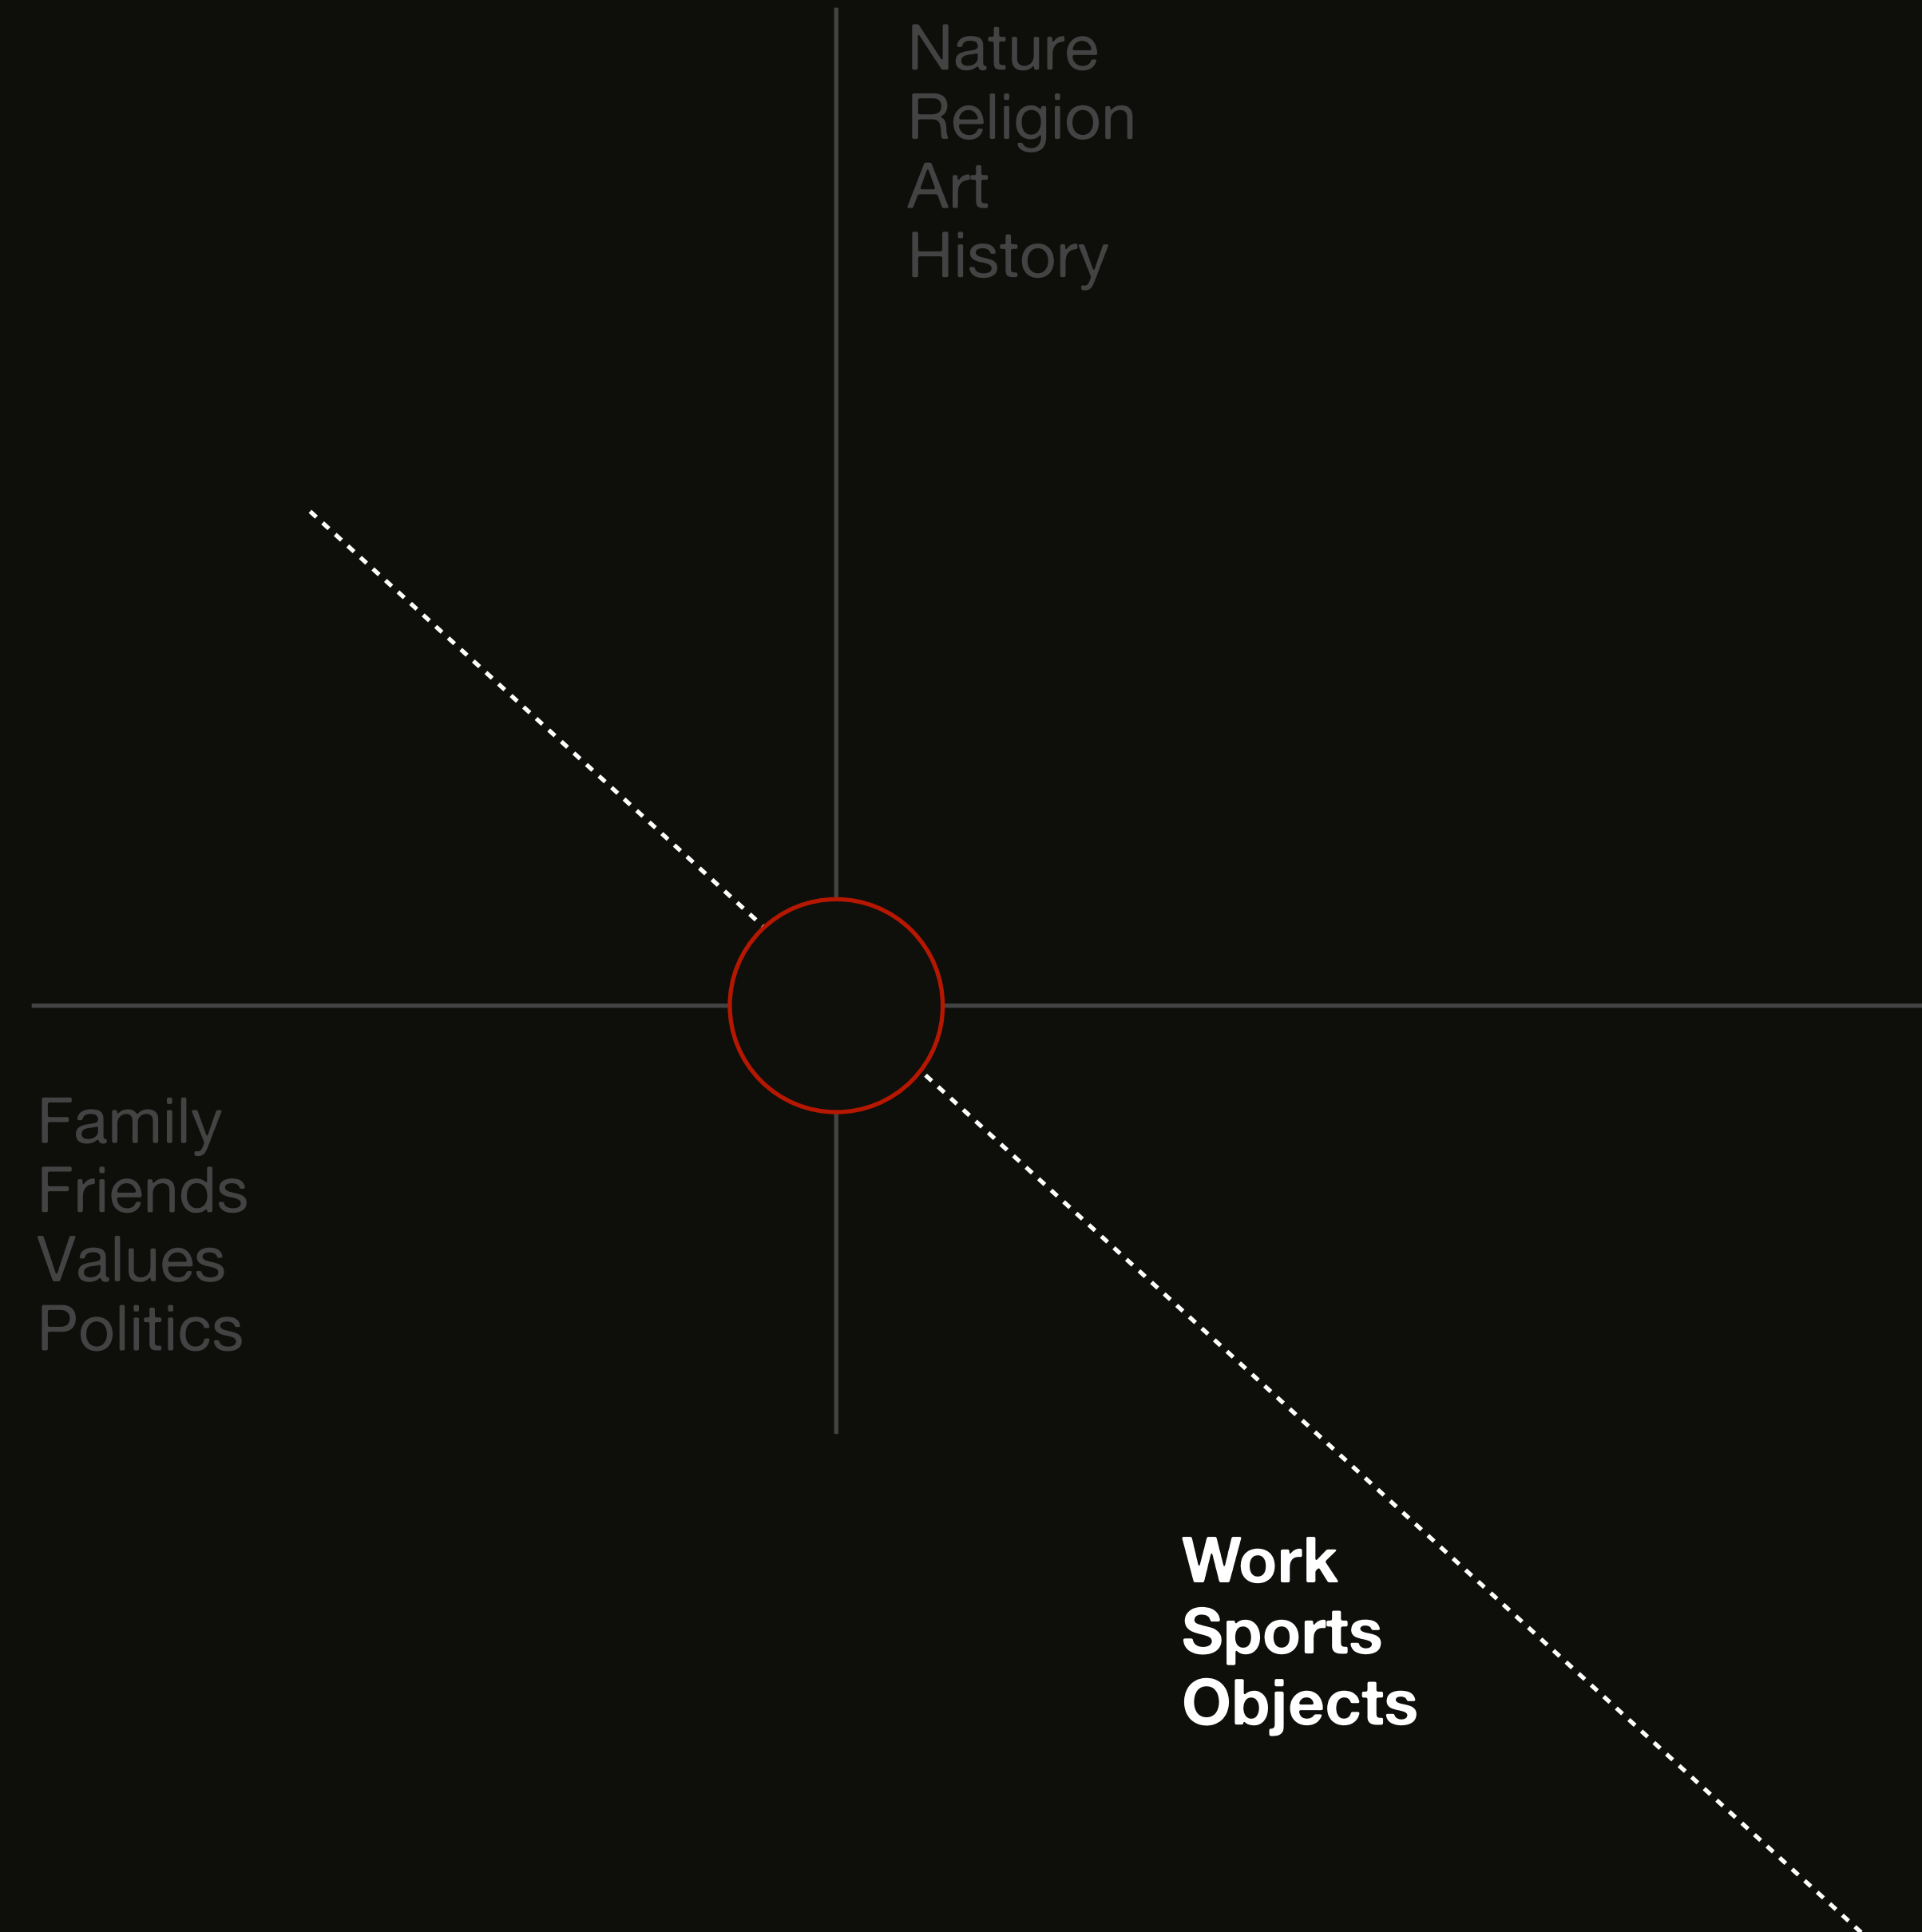 Nature
Religion
Art
History
Family
Friends
Values
Politics
Work
Sports
Objects